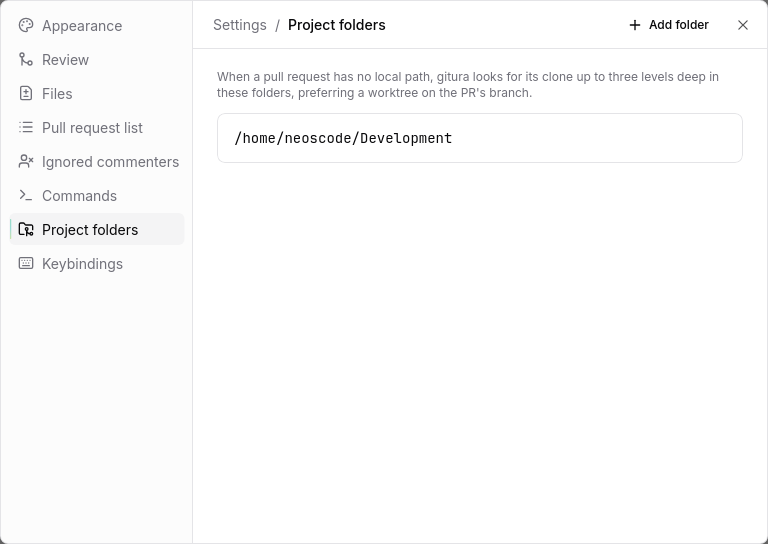 Appearance
Review
Files
Pull request list
Ignored commenters
Commands
Project folders
Keybindings
Settings / Project folders
Add folder
When a pull request has no local path, gitura looks for its clone up to three levels deep in
these folders, preferring a worktree on the PR's branch.
/home/neoscode/Development